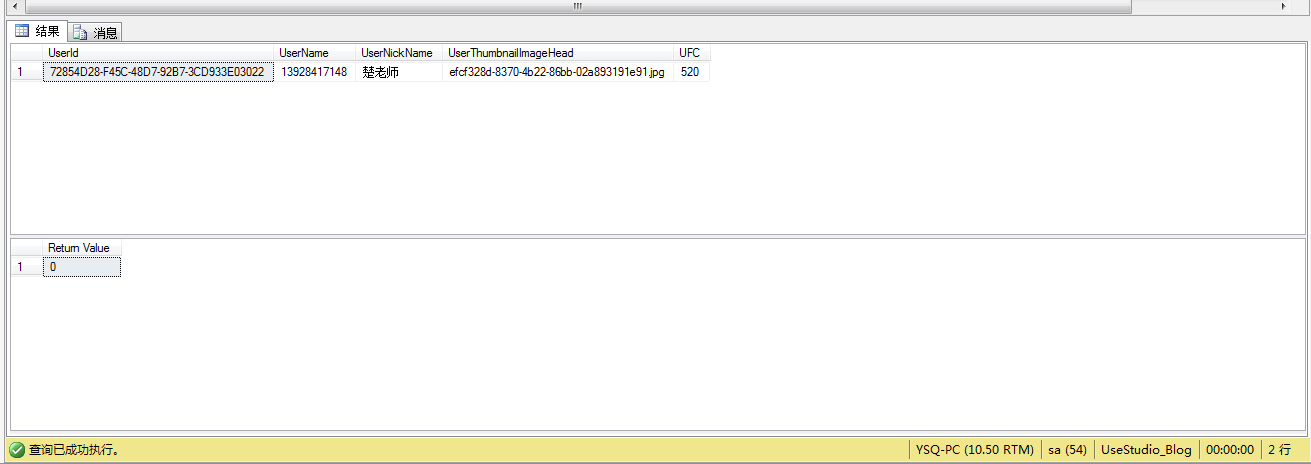 结果 消息
UserId UserName UserNickName UserThumbnailImageHead UFC
1 72854D28-F45C-48D7-92B7-3CD933E03022 13928417148 楚老师 efcf328d-8370-4b22-86bb-02a893191e91.jpg 520
Return Value
1 0
查询已成功执行。 YSQ-PC (10.50 RTM) sa (54) UseStudio_Blog 00:00:00 2 行